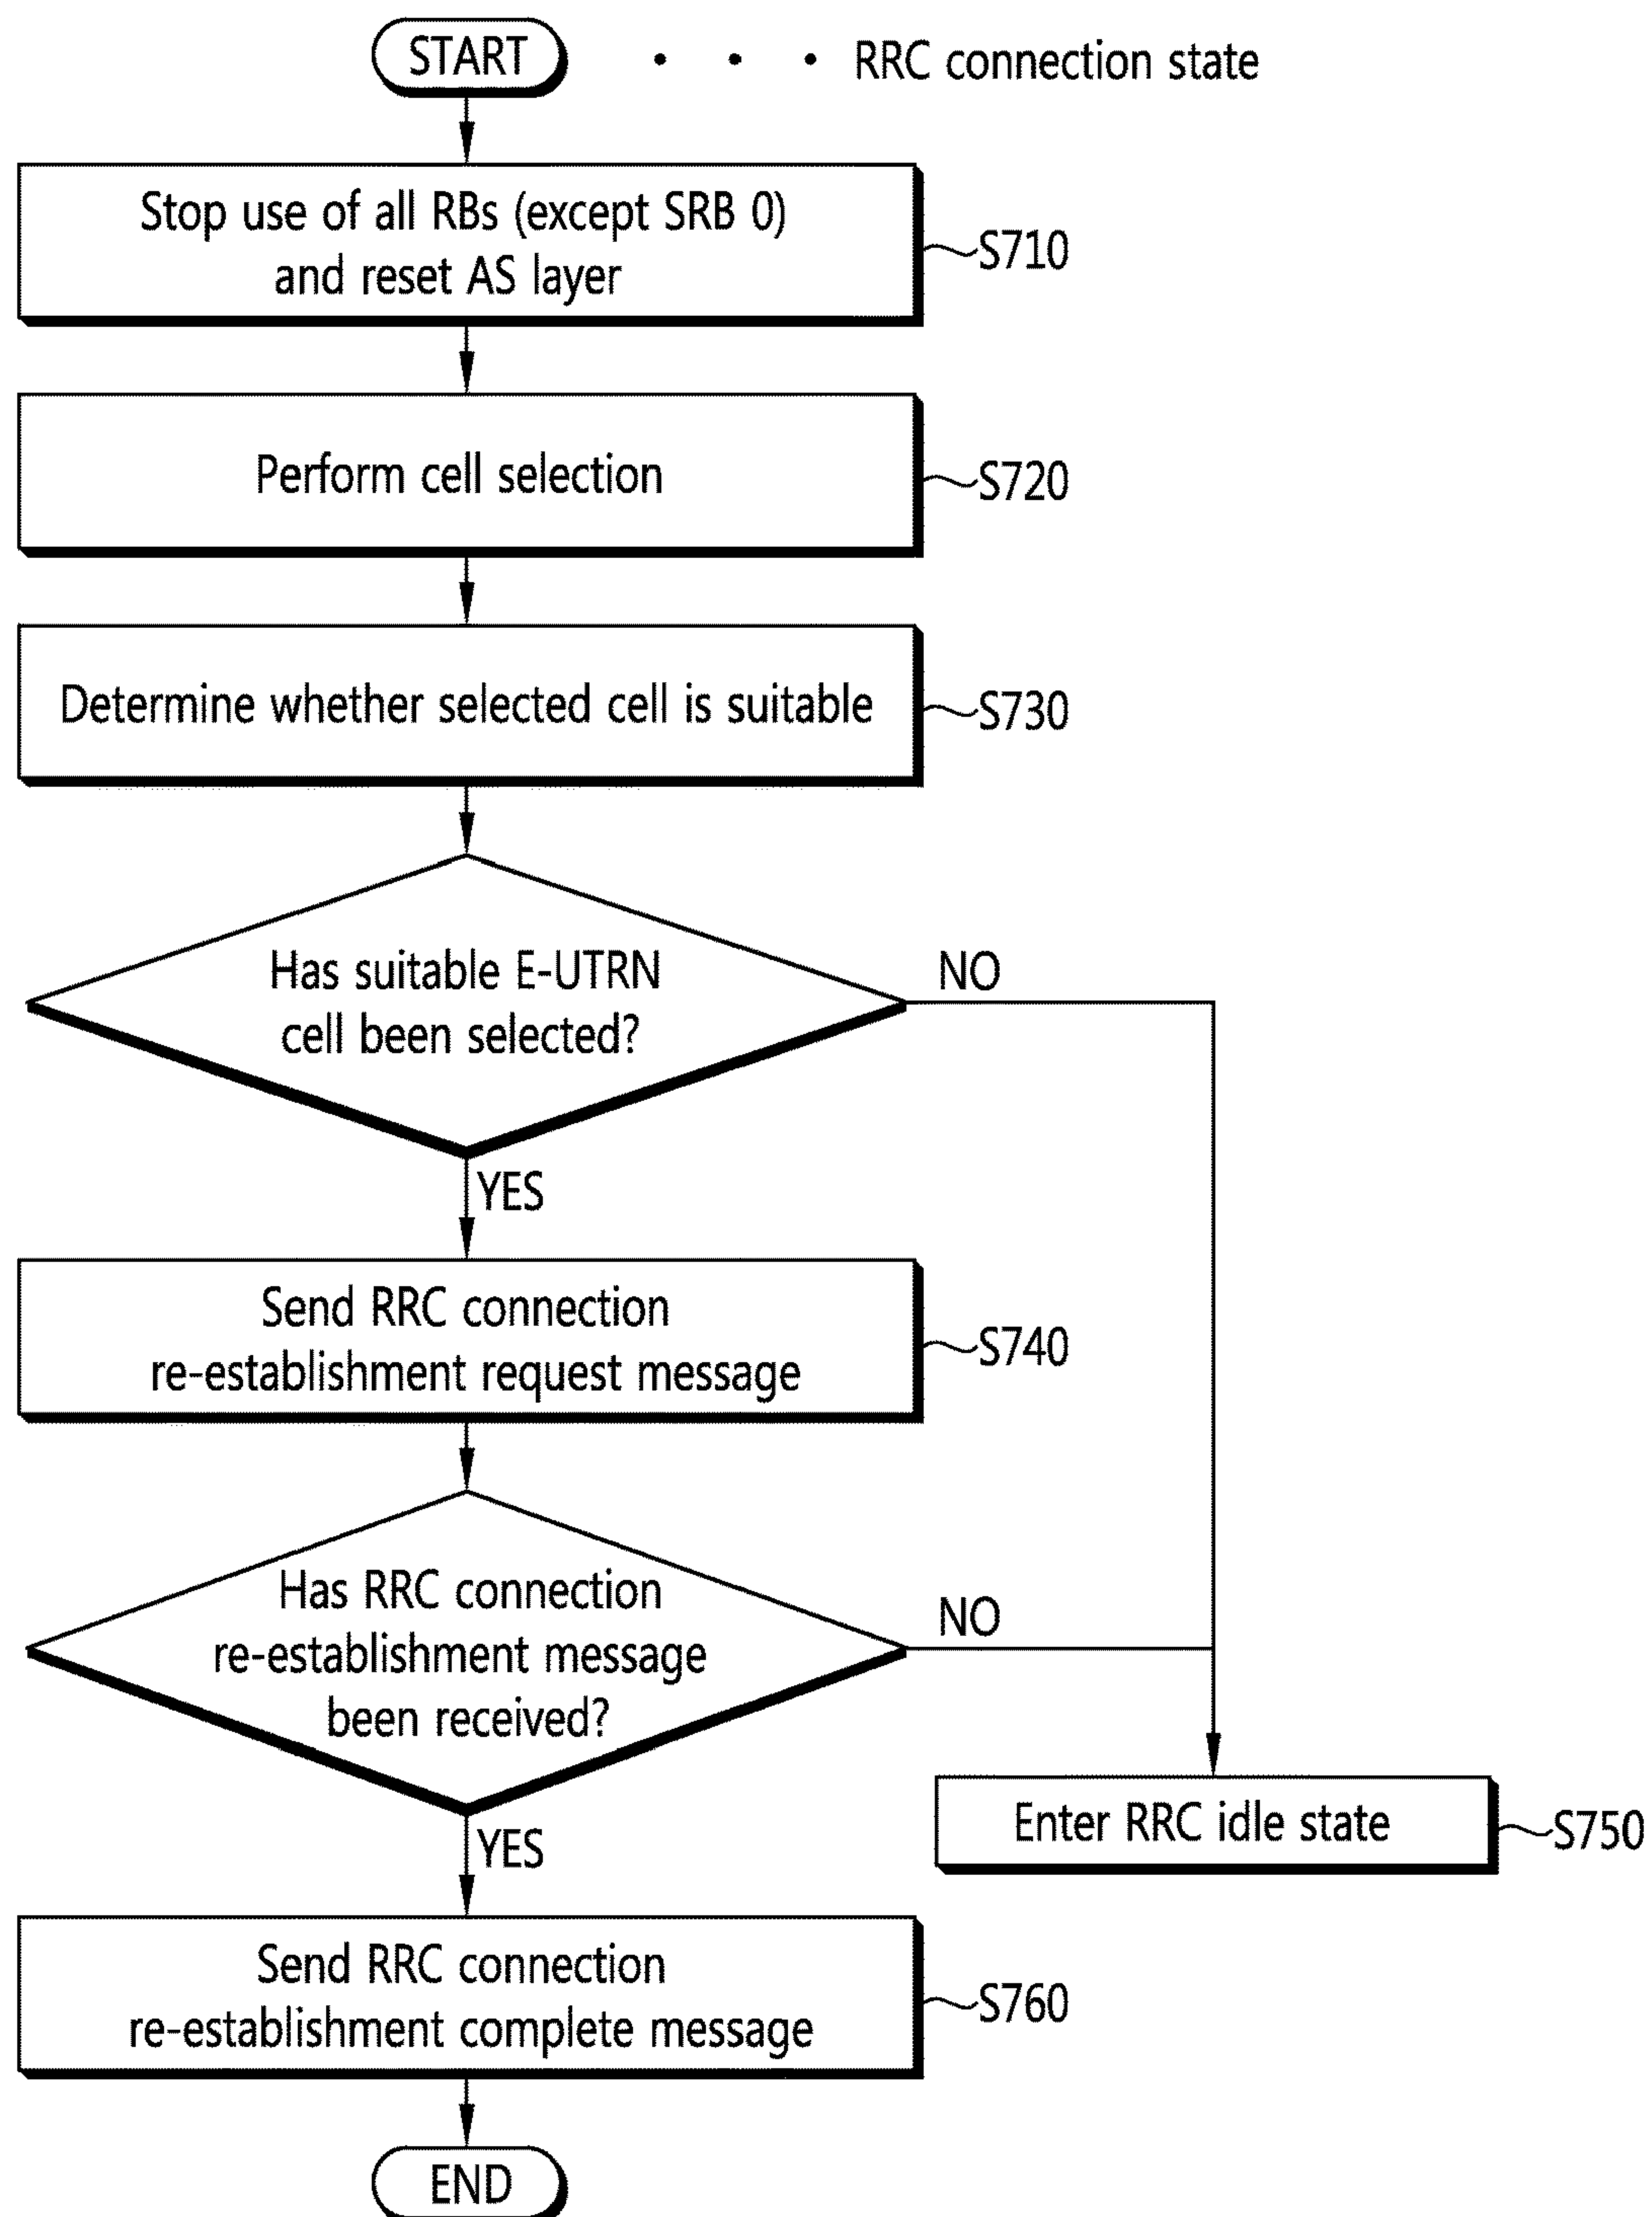 START
RRC connection state
Stop use of all RBs (except SRB 0)
and reset AS layer
S710
Perform cell selection
S720
Determine whether selected cell is suitable
S730
Has suitable E-UTRN
cell been selected?
NO
YES
Send RRC connection
re-establishment request message
S740
Has RRC connection
re-establishment message
been received?
NO
YES
Enter RRC idle state
S750
Send RRC connection
re-establishment complete message
S760
END